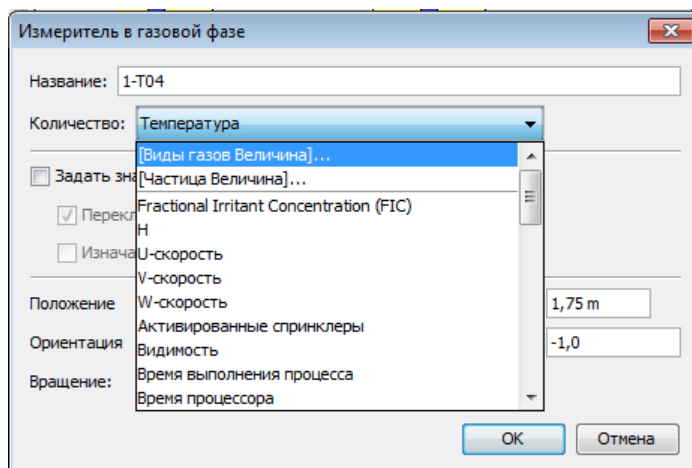 Измеритель в газовой фазе
Название: 1-T04
Количество: Температура
[Виды газов Величина]...
Задать зна
[Частица Величина]...
Fractional Irritant Concentration (FIC)
Перекл
H
Изнача
U-скорость
V-скорость
Положение
W-скорость
1,75 m
Активированные спринклеры
Ориентация
Видимость
-1,0
Вращение:
Время выполнения процесса
Время процессора
OK
Отмена